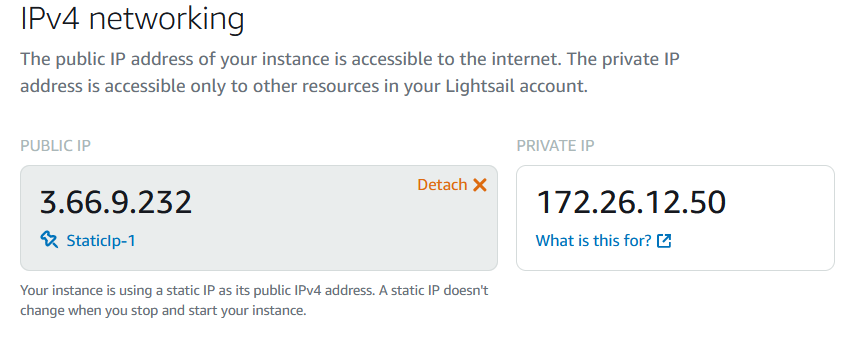 IPv4 networking
The public IP address of your instance is accessible to the internet. The private IP
address is accessible only to other resources in your Lightsail account.
PUBLIC IP
PRIVATE IP
Detach
3.66.9.232
StaticIp-1
172.26.12.50
What is this for?
Your instance is using a static IP as its public IPv4 address. A static IP doesn't
change when you stop and start your instance.